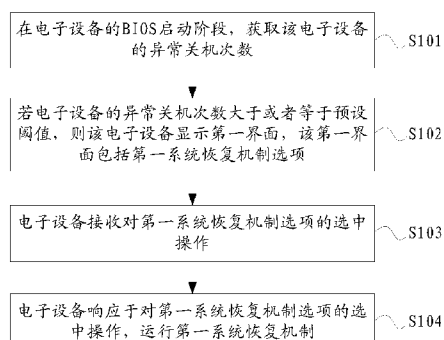 在电子设备的BIOS启动阶段，获取该电子设备
的异常关机次数
S101
若电子设备的异常关机次数大于或者等于预设
阈值，则该电子设备显示第一界面，该第一界
面包括第一系统恢复机制选项
S102
电子设备接收对第一系统恢复机制选项的选中
操作
S103
电子设备响应于对第一系统恢复机制选项的选
中操作，运行第一系统恢复机制
S104